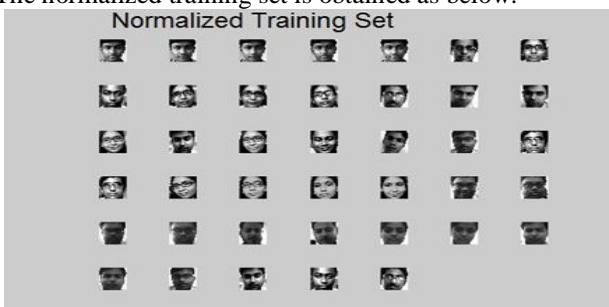 The normalized training set is obtained as below:
Normalized Training Set